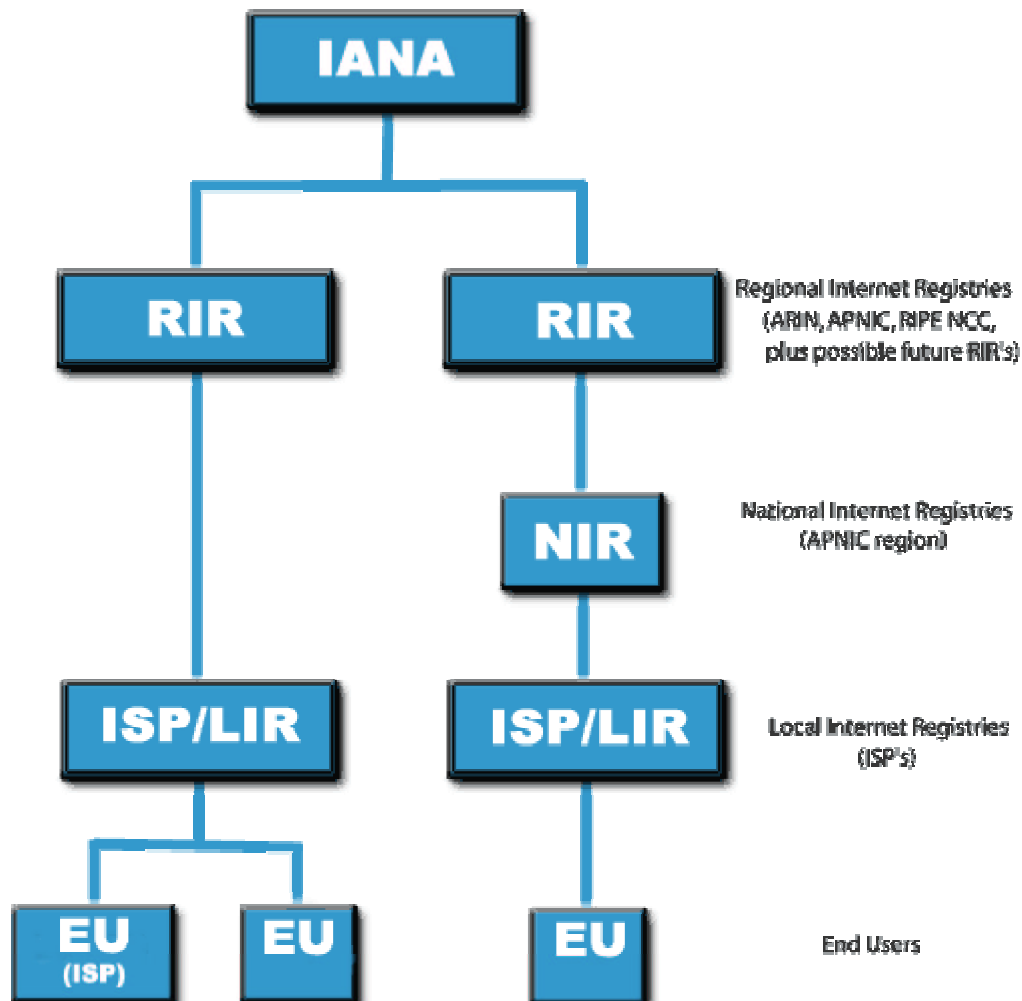 IANA
RIR
RIR
Regional Internet Registries
(ARIN, APNIC, RIPE NCC,
plus possible future RIR's)
NIR
National Internet Registries
(APNIC region)
ISP/LIR
ISP/LIR
Local Internet Registries
(ISP's)
EU
(ISP)
EU
EU
End Users